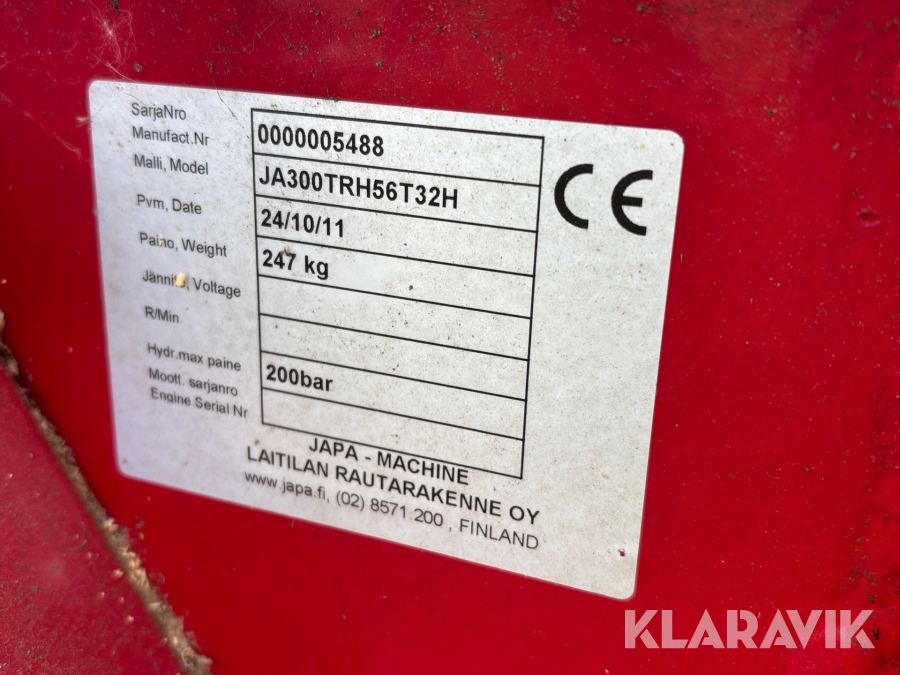 SarjaNro
Manufact.Nr 0000005488
Malli, Model JA300TRH56T32H
Pvm, Date 24/10/11
Paino, Weight 247 kg
Jännite, Voltage
R/Min
Hydr.max paine 200bar
Moott. sarjanro
Engine Serial Nr
JAPA - MACHINE
LAITILAN RAUTARAKENNE OY
www.japa.fi, (02) 8571 200 , FINLAND
CE
KLARAVIK